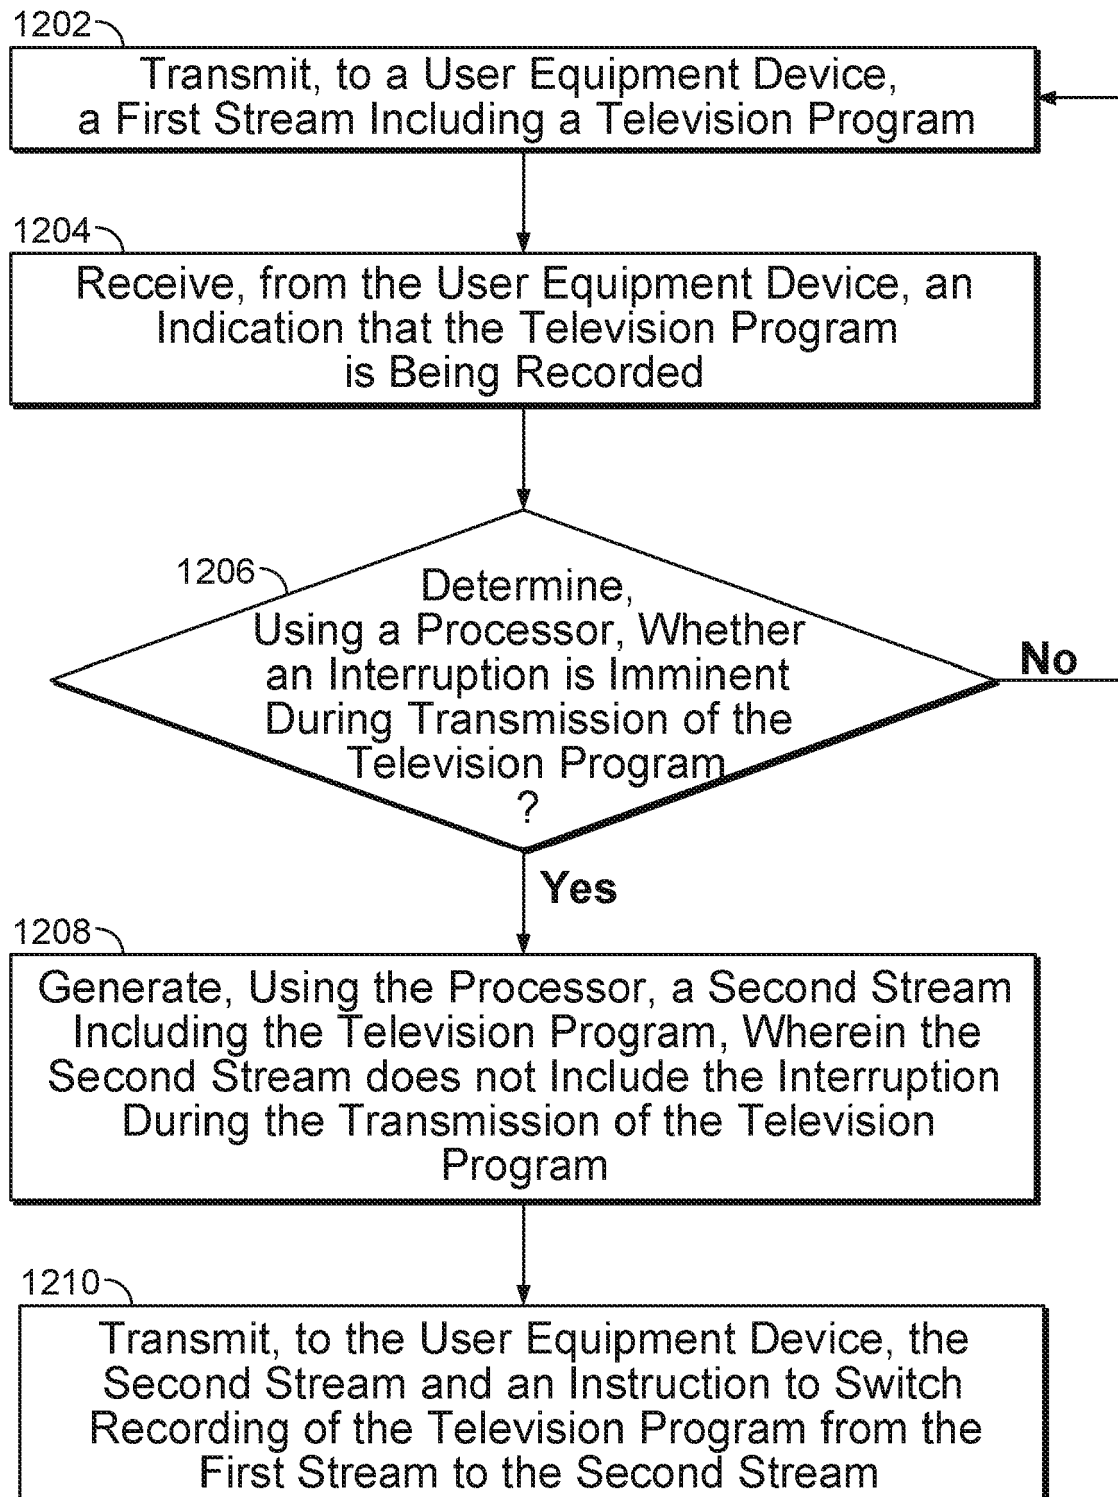 1202
Transmit, to a User Equipment Device,
a First Stream Including a Television Program
1204
Receive, from the User Equipment Device, an
Indication that the Television Program
is Being Recorded
1206
Determine,
Using a Processor, Whether
an Interruption is Imminent
During Transmission of the
Television Program
?
No
Yes
1208
Generate, Using the Processor, a Second Stream
Including the Television Program, Wherein the
Second Stream does not Include the Interruption
During the Transmission of the Television
Program
1210
Transmit, to the User Equipment Device, the
Second Stream and an Instruction to Switch
Recording of the Television Program from the
First Stream to the Second Stream